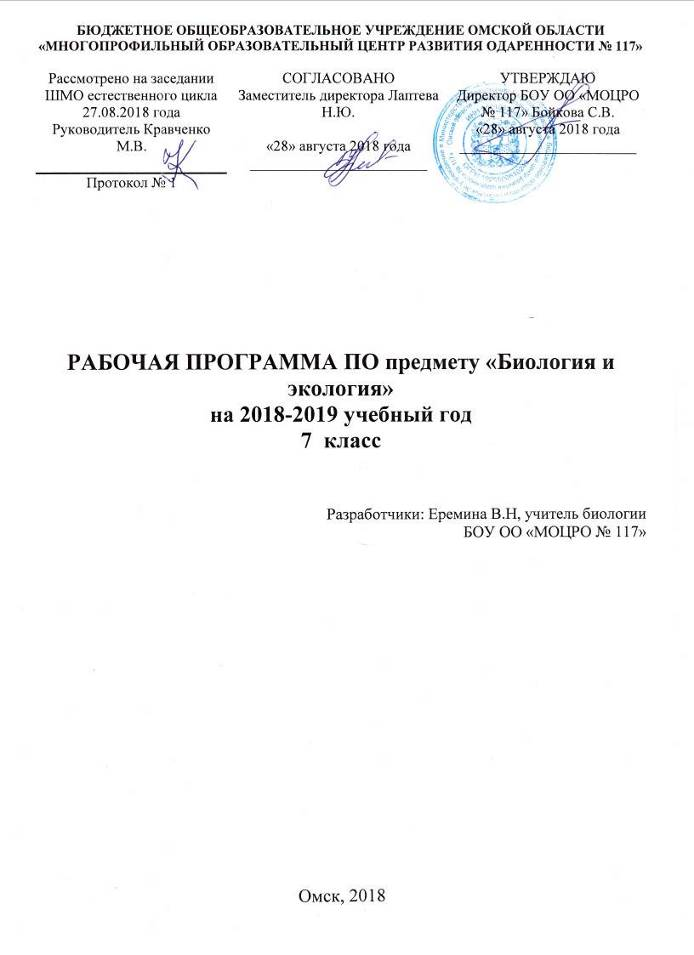 БЮДЖЕТНОЕ ОБЩЕОБРАЗОВАТЕЛЬНОЕ УЧРЕЖДЕНИЕ ОМСКОЙ ОБЛАСТИ
«МНОГОПРОФИЛЬНЫЙ ОБРАЗОВАТЕЛЬНЫЙ ЦЕНТР РАЗВИТИЯ ОДАРЕННОСТИ № 117»
Рассмотрено на заседании
ШМО естественного цикла
27.08.2018 года
Руководитель Кравченко
М.В.
Протокол № 1
СОГЛАСОВАНО
Заместитель директора Лаптева
Н.Ю.
«28» августа 2018 года
УТВЕРЖДАЮ
Директор БОУ ОО «МОЦРО
№ 117» Бойкова С.В.
«28» августа 2018 года
РАБОЧАЯ ПРОГРАММА ПО предмету «Биология и
экология»
на 2018-2019 учебный год
7 класс
Разработчики: Еремина В.Н, учитель биологии
БОУ ОО «МОЦРО № 117»
Омск, 2018